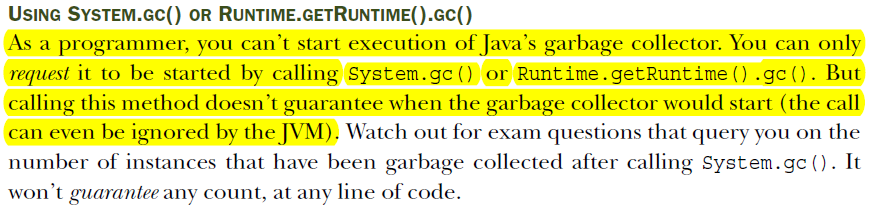 USING SYSTEM.GC() OR RUNTIME.GETRUNTIME().GC()
As a programmer, you can't start execution of Java's garbage collector. You can only
request it to be started by calling System.gc() or Runtime.getRuntime().gc(). But
calling this method doesn't guarantee when the garbage collector would start (the call
can even be ignored by the JVM). Watch out for exam questions that query you on the
number of instances that have been garbage collected after calling System.gc(). It
won't guarantee any count, at any line of code.